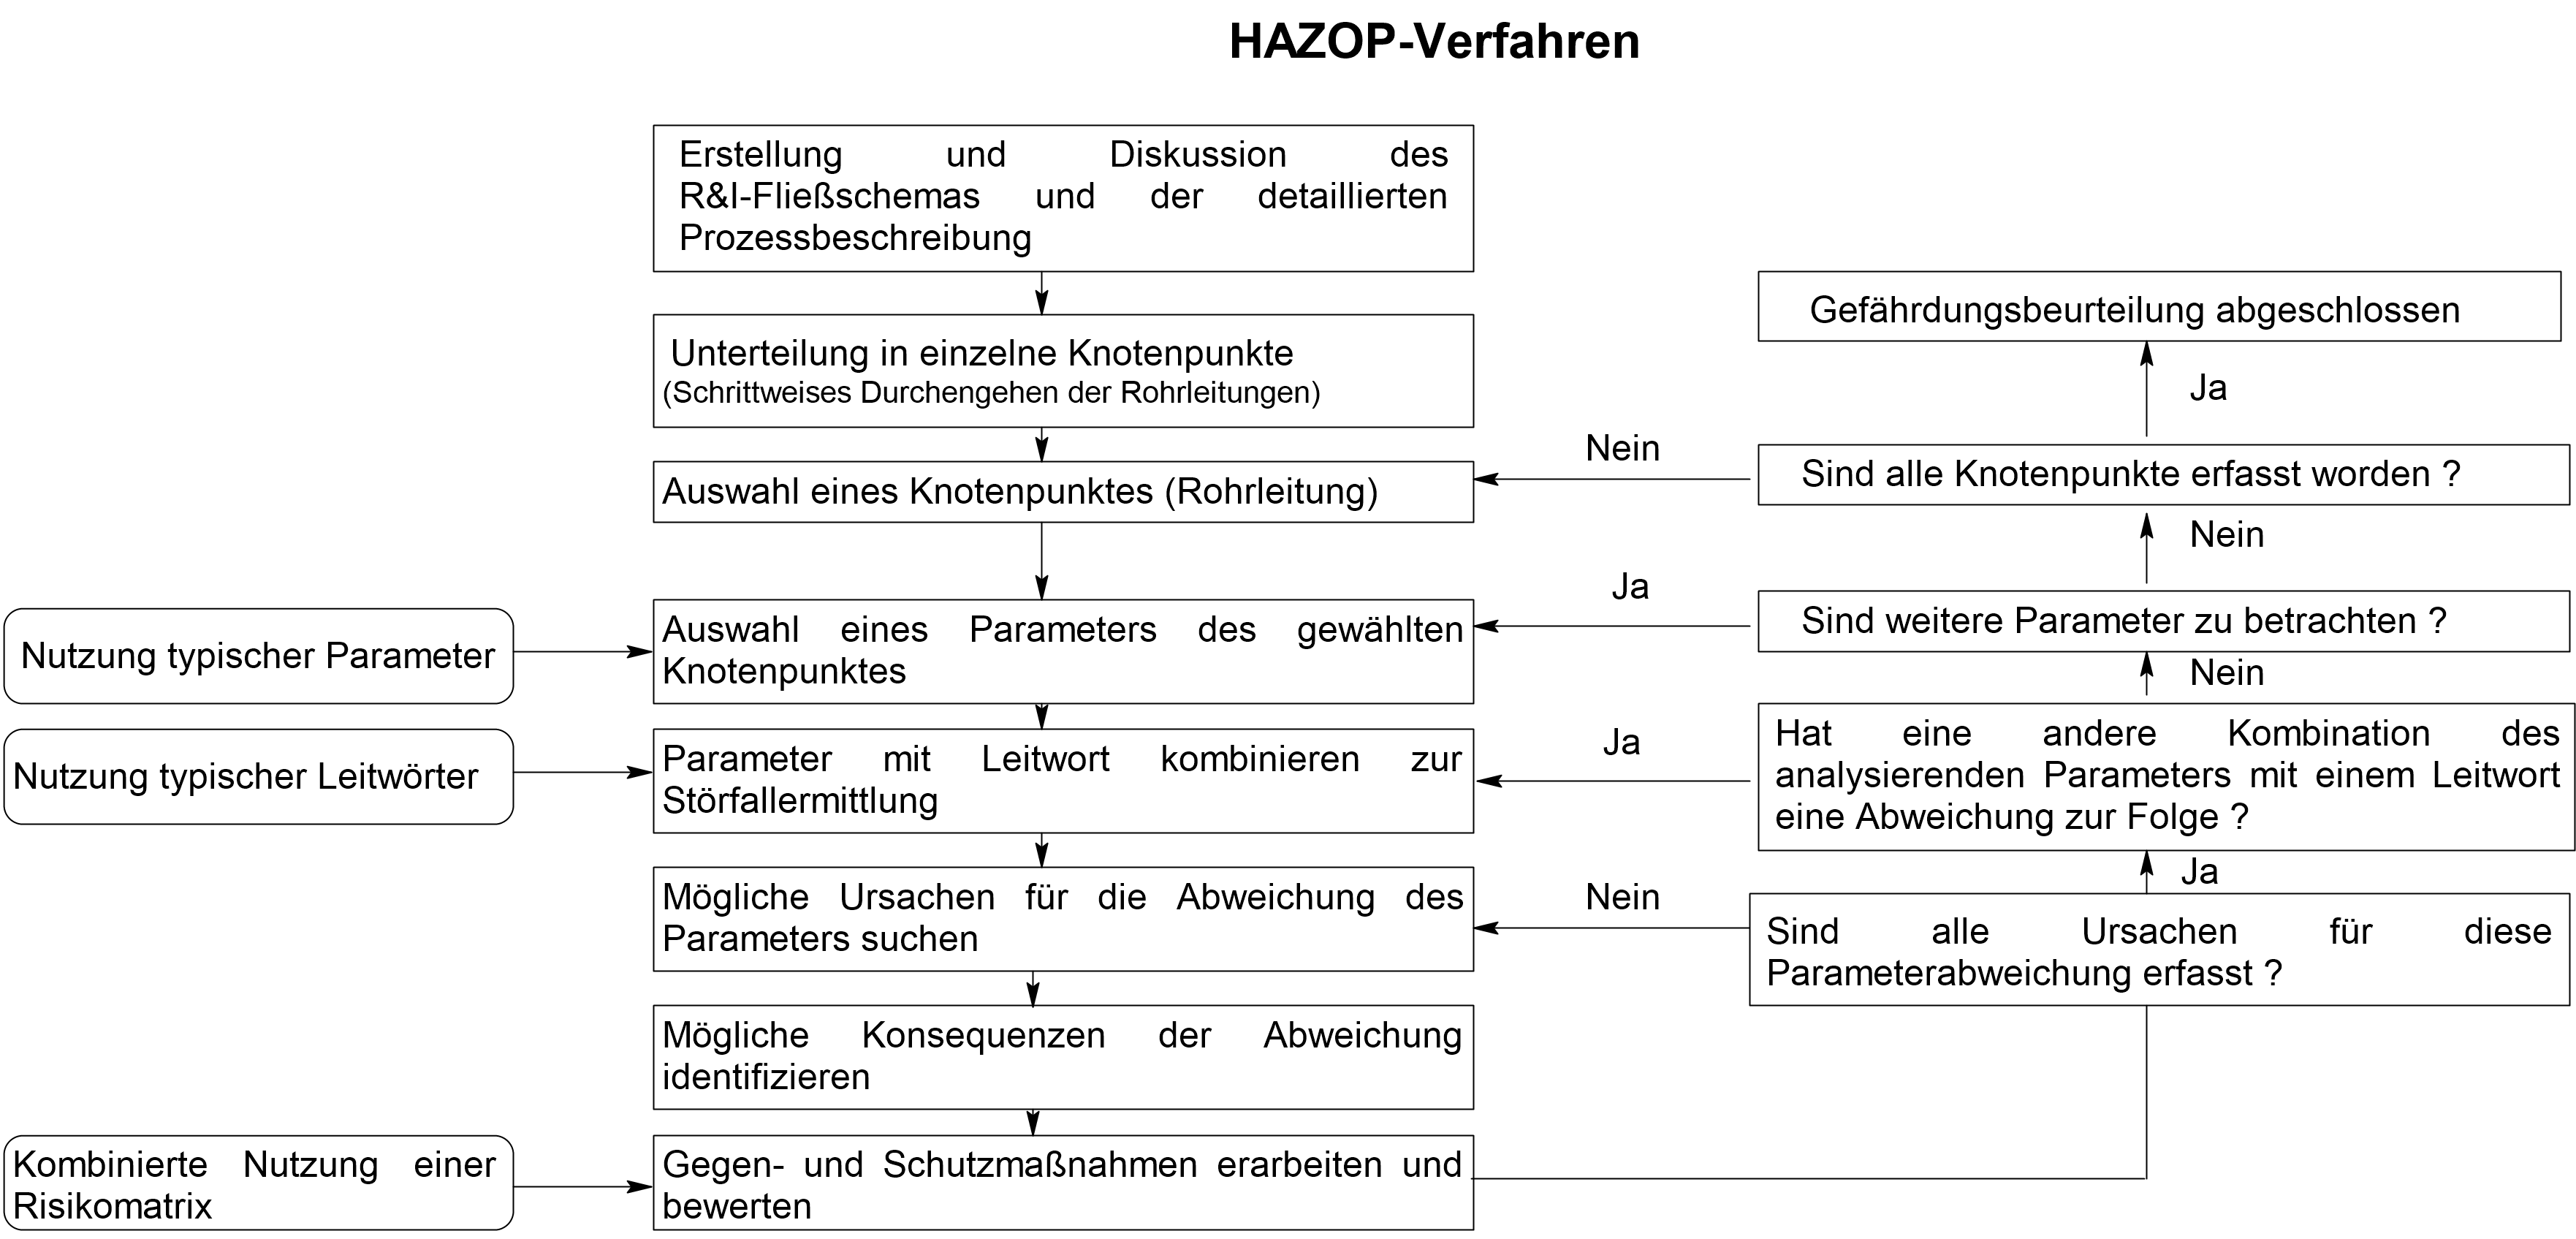 HAZOP-Verfahren
Erstellung und Diskussion des
R&I-Fließschemas und der detaillierten
Prozessbeschreibung
Unterteilung in einzelne Knotenpunkte
(Schrittweises Durchengehen der Rohrleitungen)
Auswahl eines Knotenpunktes (Rohrleitung)
Nutzung typischer Parameter
Auswahl eines Parameters des gewählten
Knotenpunktes
Nutzung typischer Leitwörter
Parameter mit Leitwort kombinieren zur
Störfallermittlung
Mögliche Ursachen für die Abweichung des
Parameters suchen
Mögliche Konsequenzen der Abweichung
identifizieren
Kombinierte Nutzung einer
Risikomatrix
Gegen- und Schutzmaßnahmen erarbeiten und
bewerten
Gefährdungsbeurteilung abgeschlossen
Ja
Nein
Sind alle Knotenpunkte erfasst worden ?
Nein
Ja
Sind weitere Parameter zu betrachten ?
Nein
Ja
Hat eine andere Kombination des
analysierenden Parameters mit einem Leitwort
eine Abweichung zur Folge ?
Ja
Nein
Sind alle Ursachen für diese
Parameterabweichung erfasst ?